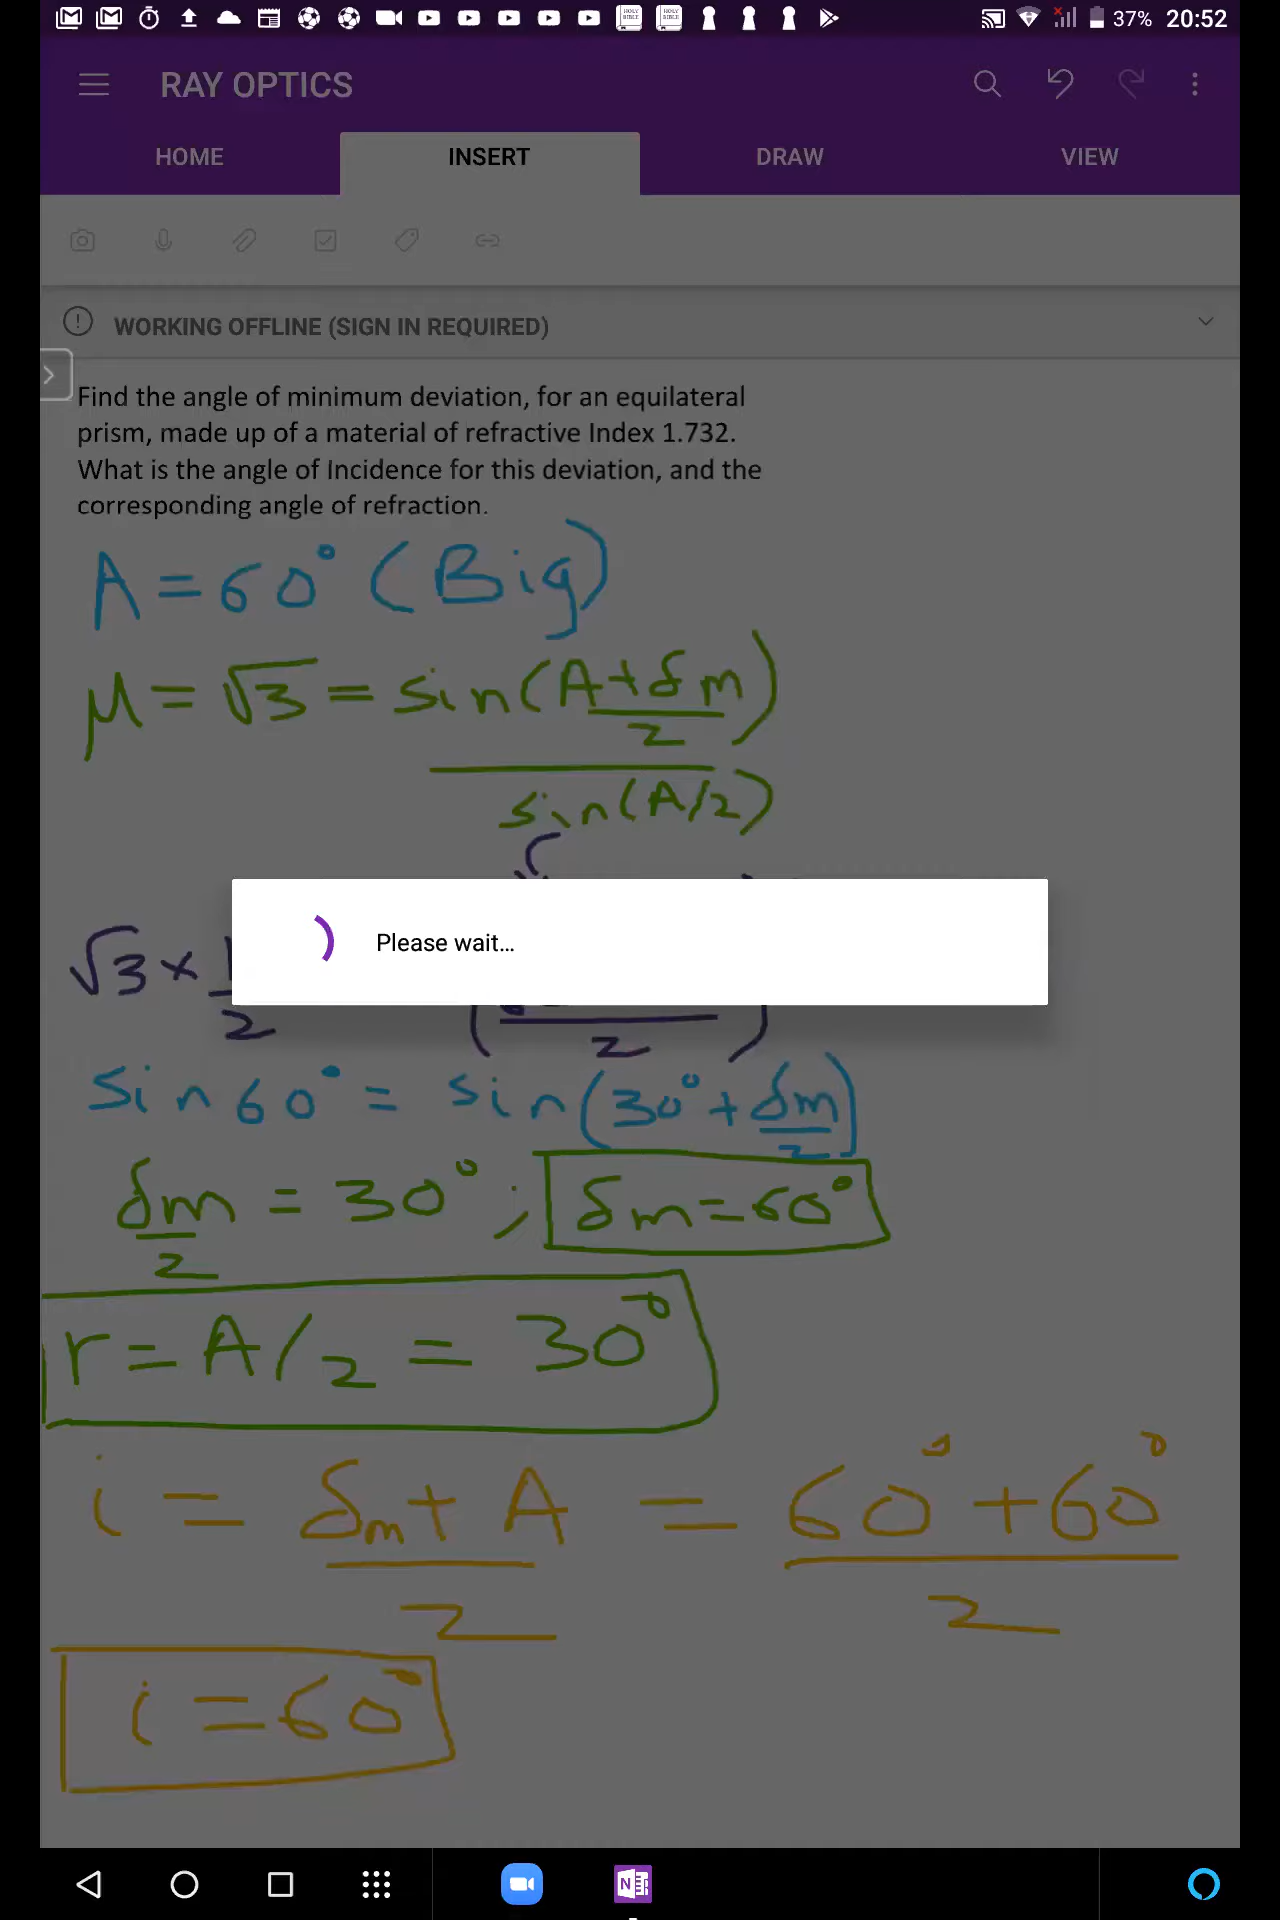 37% 20:52
RAY OPTICS
HOME INSERT DRAW VIEW
WORKING OFFLINE (SIGN IN REQUIRED)
Find the angle of minimum deviation, for an equilateral
prism, made up of a material of refractive Index 1.732.
What is the angle of Incidence for this deviation, and the
corresponding angle of refraction.
A = 60° (Big)
μ = √3 = sin(A+δm/2)
sin(A/2)
Please wait...
√3 × 1/2
2
sin 60° = sin(30° + δm/2)
δm/2 = 30° ; δm = 60°
r = A/2 = 30°
i = δm + A / 2 = 60° + 60° / 2
i = 60°